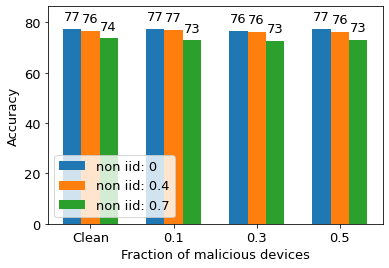 77 76 74 77 77 73 76 76 73 77 76 73
80
60
40
20
0
Accuracy
non iid: 0
non iid: 0.4
non iid: 0.7
Clean 0.1 0.3 0.5
Fraction of malicious devices